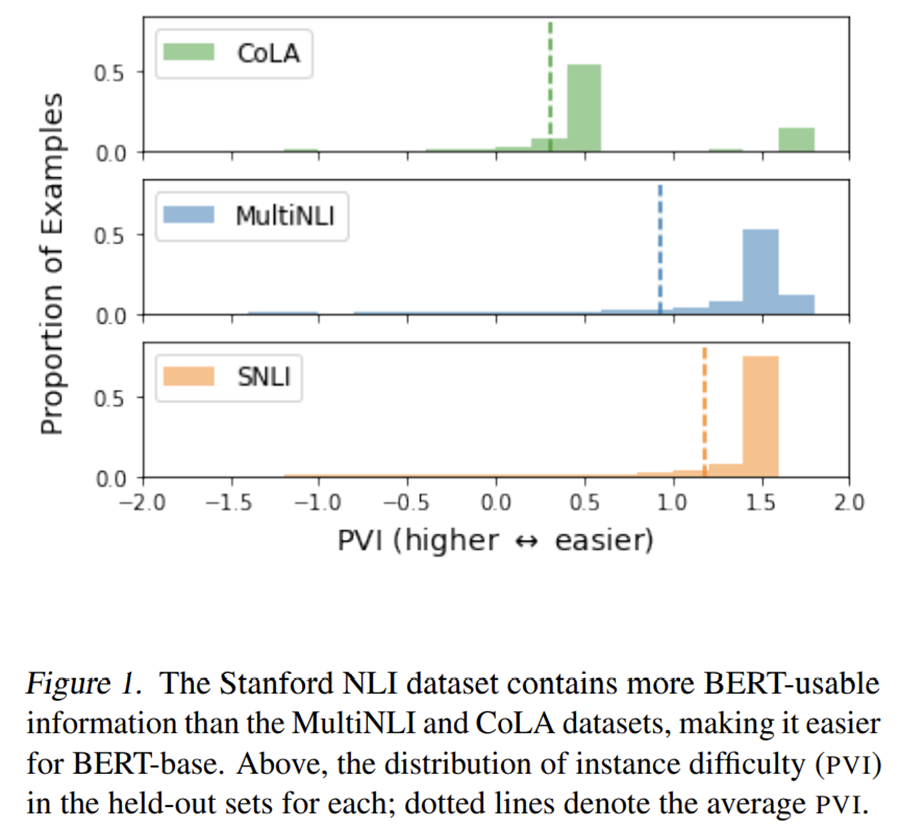 CoLA
0.5
0.0
MultiNLI
0.5
0.0
SNLI
0.5
0.0
Proportion of Examples
−2.0 −1.5 −1.0 −0.5 0.0 0.5 1.0 1.5 2.0
PVI (higher ↔ easier)
Figure 1. The Stanford NLI dataset contains more BERT-usable
information than the MultiNLI and CoLA datasets, making it easier
for BERT-base. Above, the distribution of instance difficulty (PVI)
in the held-out sets for each; dotted lines denote the average PVI.